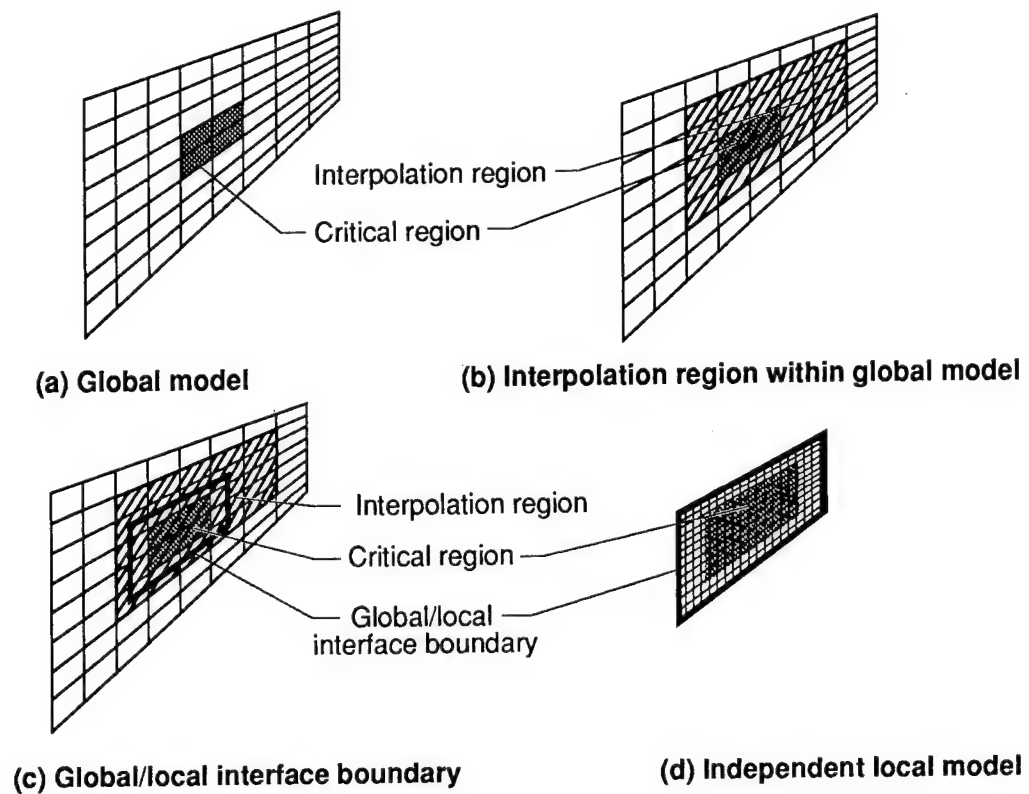 Interpolation region
Critical region
(a) Global model
(b) Interpolation region within global model
Interpolation region
Critical region
Global/local
interface boundary
(c) Global/local interface boundary
(d) Independent local model